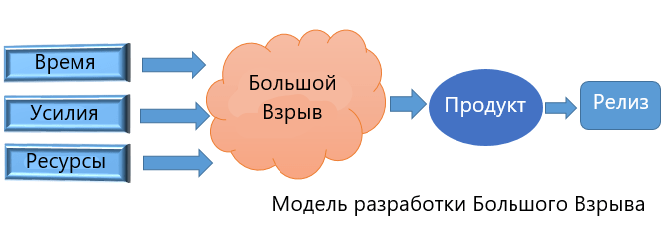 Время
Усилия
Ресурсы
Большой
Взрыв
Продукт
Релиз
Модель разработки Большого Взрыва